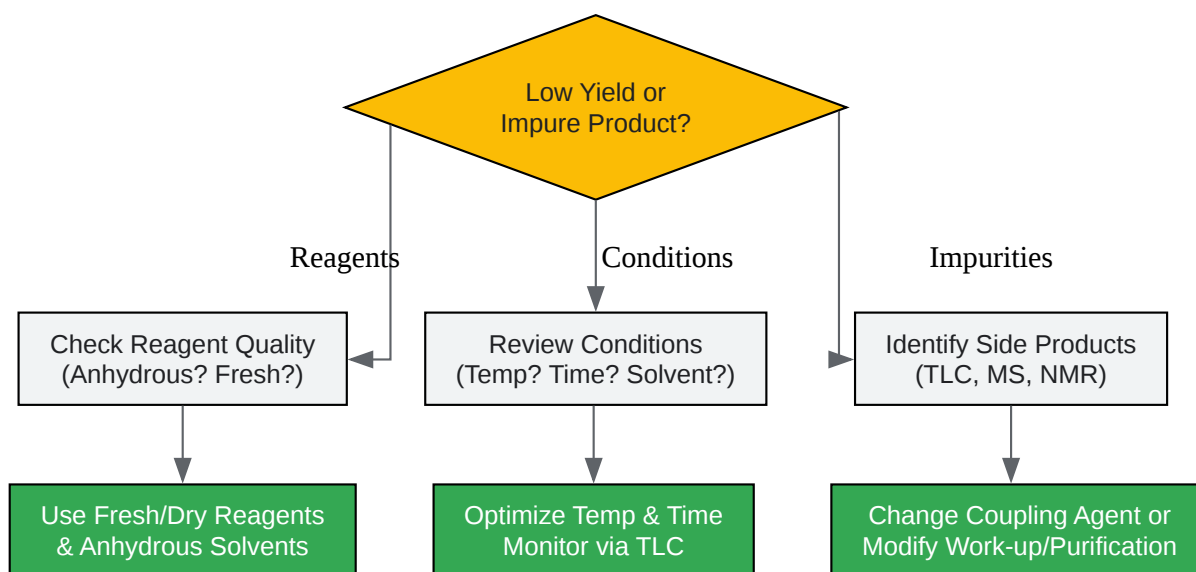 Low Yield or
Impure Product?
Reagents
Conditions
Impurities
Check Reagent Quality
(Anhydrous? Fresh?)
Review Conditions
(Temp? Time? Solvent?)
Identify Side Products
(TLC, MS, NMR)
Use Fresh/Dry Reagents
& Anhydrous Solvents
Optimize Temp & Time
Monitor via TLC
Change Coupling Agent or
Modify Work-up/Purification